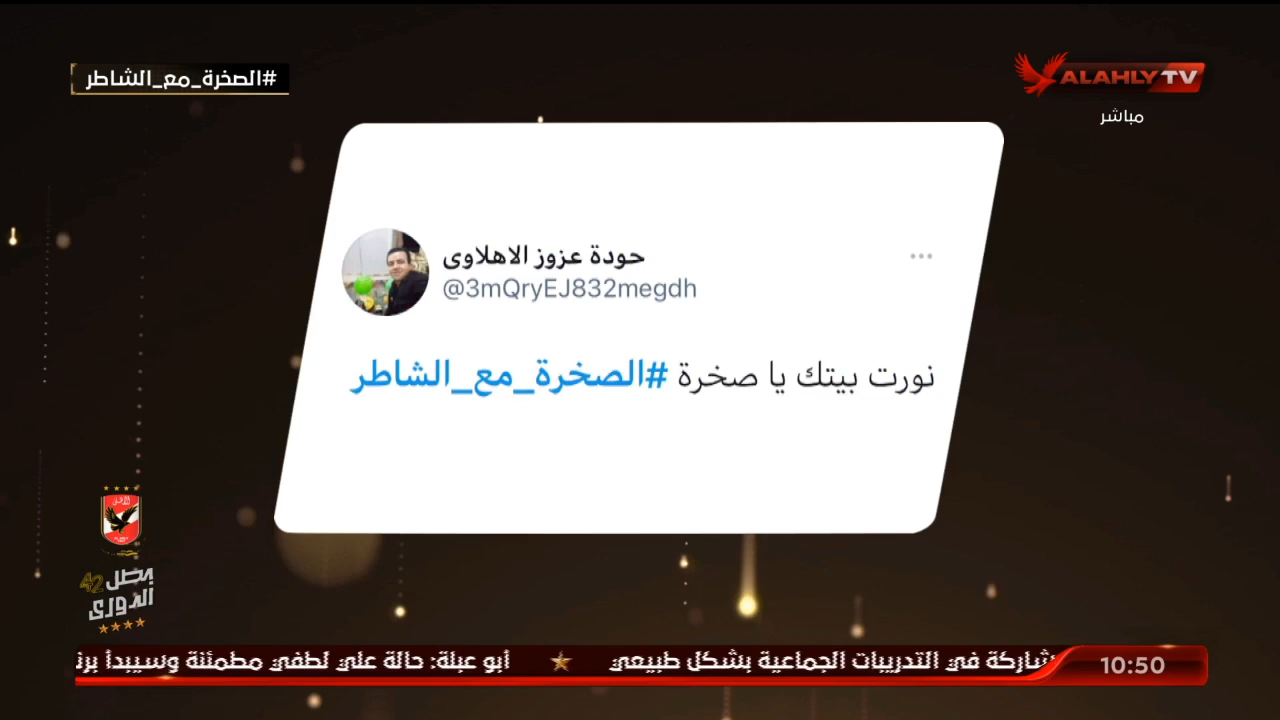 #الصخرة_مع_الشاطر
ALAHLY TV
مباشر
حودة عزوز الاهلاوى
@3mQryEJ832megdh
نورت بيتك يا صخرة #الصخرة_مع_الشاطر
بطل 42
الدورى
10:50
شاركة في التدريبات الجماعية بشكل طبيعي
أبو عبلة: حالة علي لطفي مطمئنة وسيبدأ برن